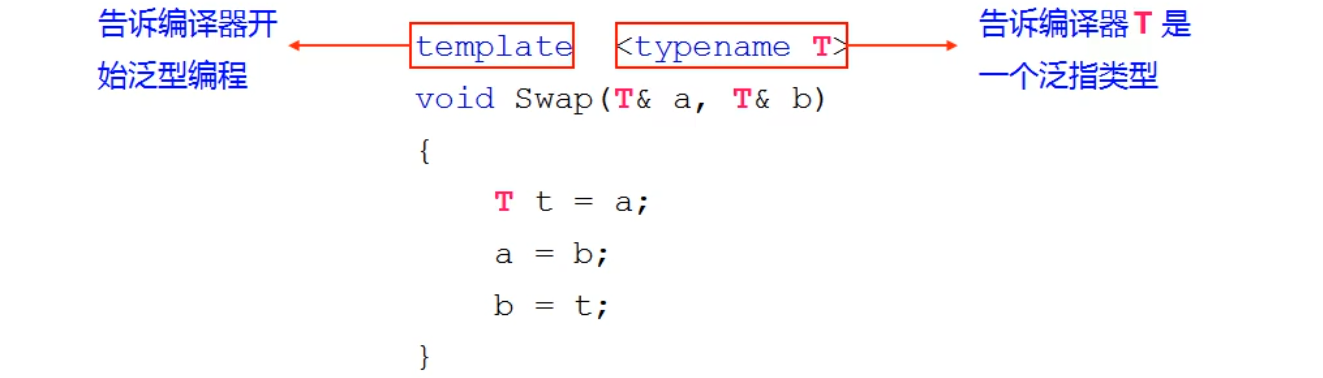 告诉编译器开
始泛型编程
template <typename T>
告诉编译器 T 是
一个泛指类型
void Swap(T& a, T& b)
{
    T t = a;
    a = b;
    b = t;
}